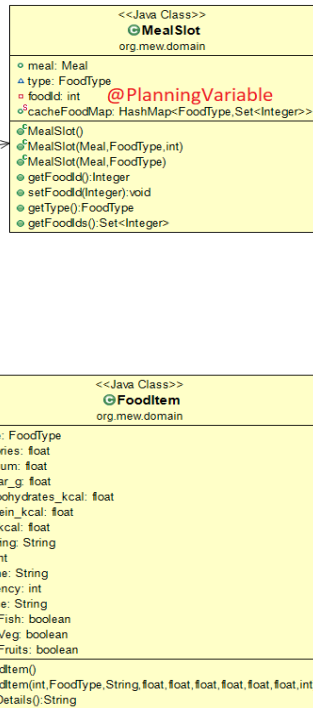 <<Java Class>>
MealSlot
org.mew.domain
meal: Meal
type: FoodType
foodId: int @PlanningVariable
cacheFoodMap: HashMap<FoodType,Set<Integer>>
MealSlot()
MealSlot(Meal,FoodType,int)
MealSlot(Meal,FoodType)
getFoodId():Integer
setFoodId(Integer):void
getType():FoodType
getFoodIds():Set<Integer>
<<Java Class>>
FoodItem
org.mew.domain
: FoodType
ries: float
um: float
ar_g: float
ohydrates_kcal: float
ein_kcal: float
kcal: float
ing: String
nt
ne: String
ency: int
e: String
Fish: boolean
Veg: boolean
Fruits: boolean
dItem()
dItem(int,FoodType,String,float,float,float,float,float,float,int
Details():String